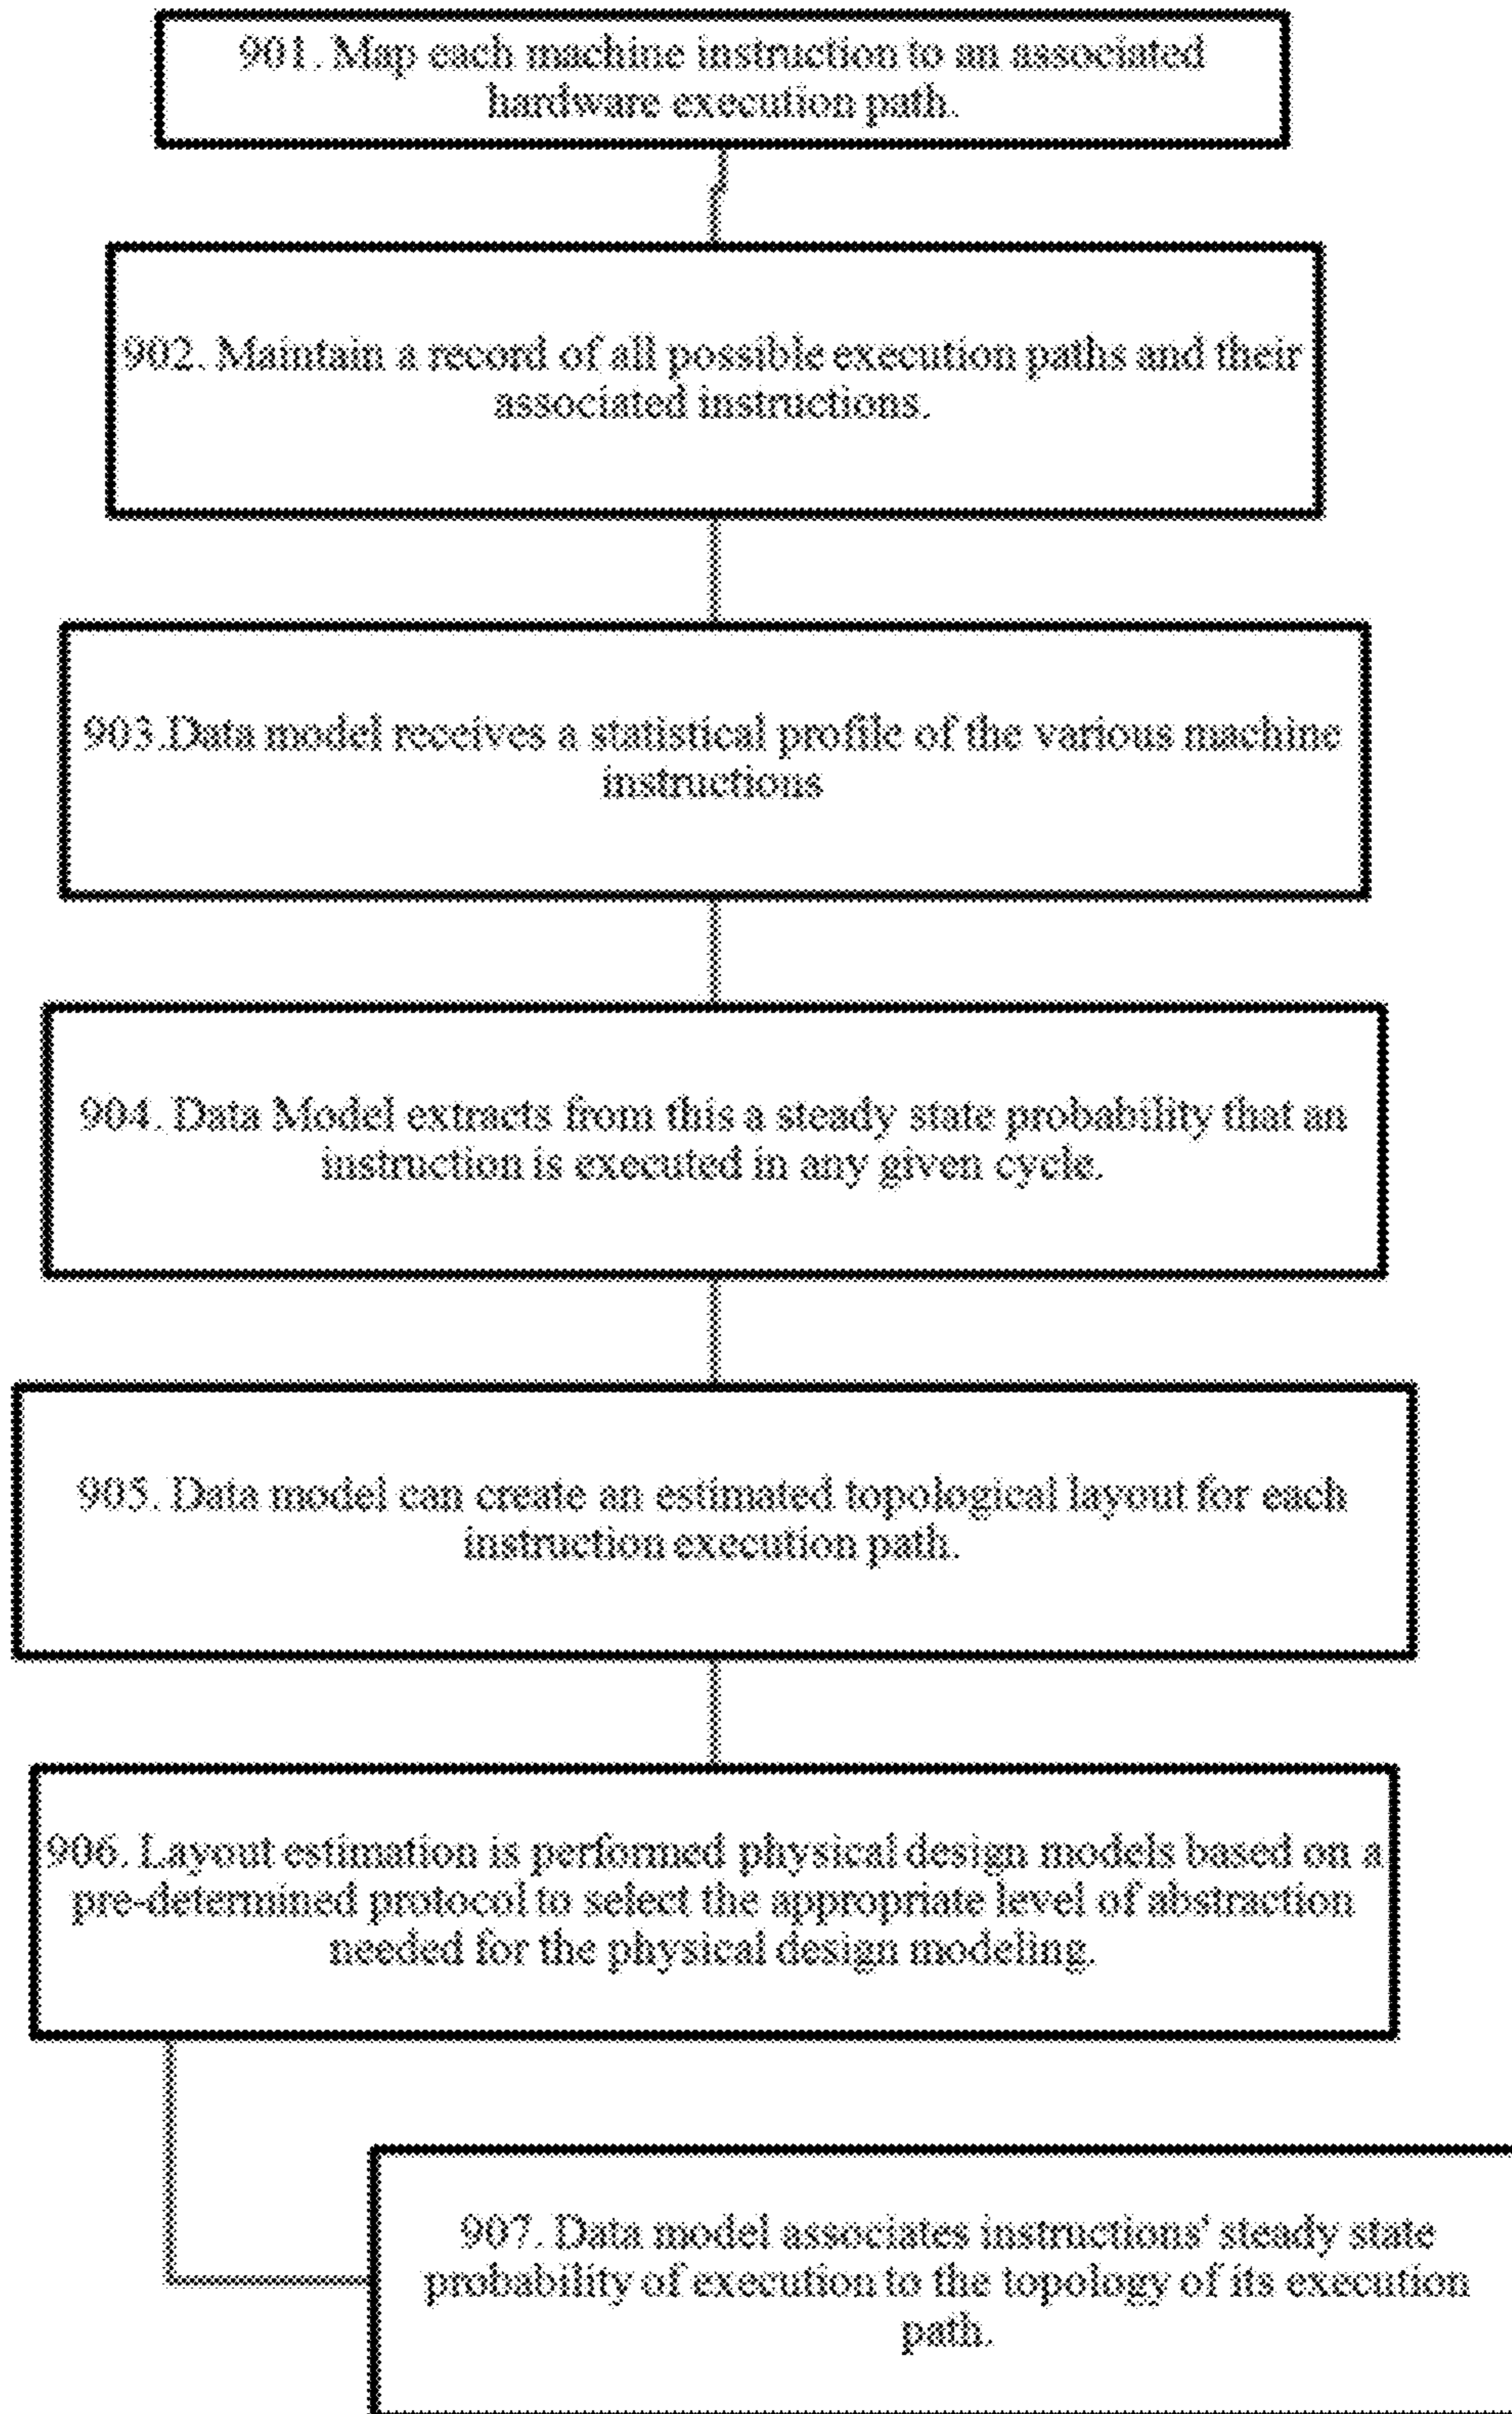 901. Map each machine instruction to an associated
hardware execution path.
902. Maintain a record of all possible execution paths and their
associated instructions.
903.Data model receives a statistical profile of the various machine
instructions
904. Data Model extracts from this a steady state probability that an
instruction is executed in any given cycle.
905. Data model can create an estimated topological layout for each
instruction execution path.
906. Layout estimation is performed physical design models based on a
pre-determined protocol to select the appropriate level of abstraction
needed for the physical design modeling.
907. Data model associates instructions' steady state
probability of execution to the topology of its execution
path.